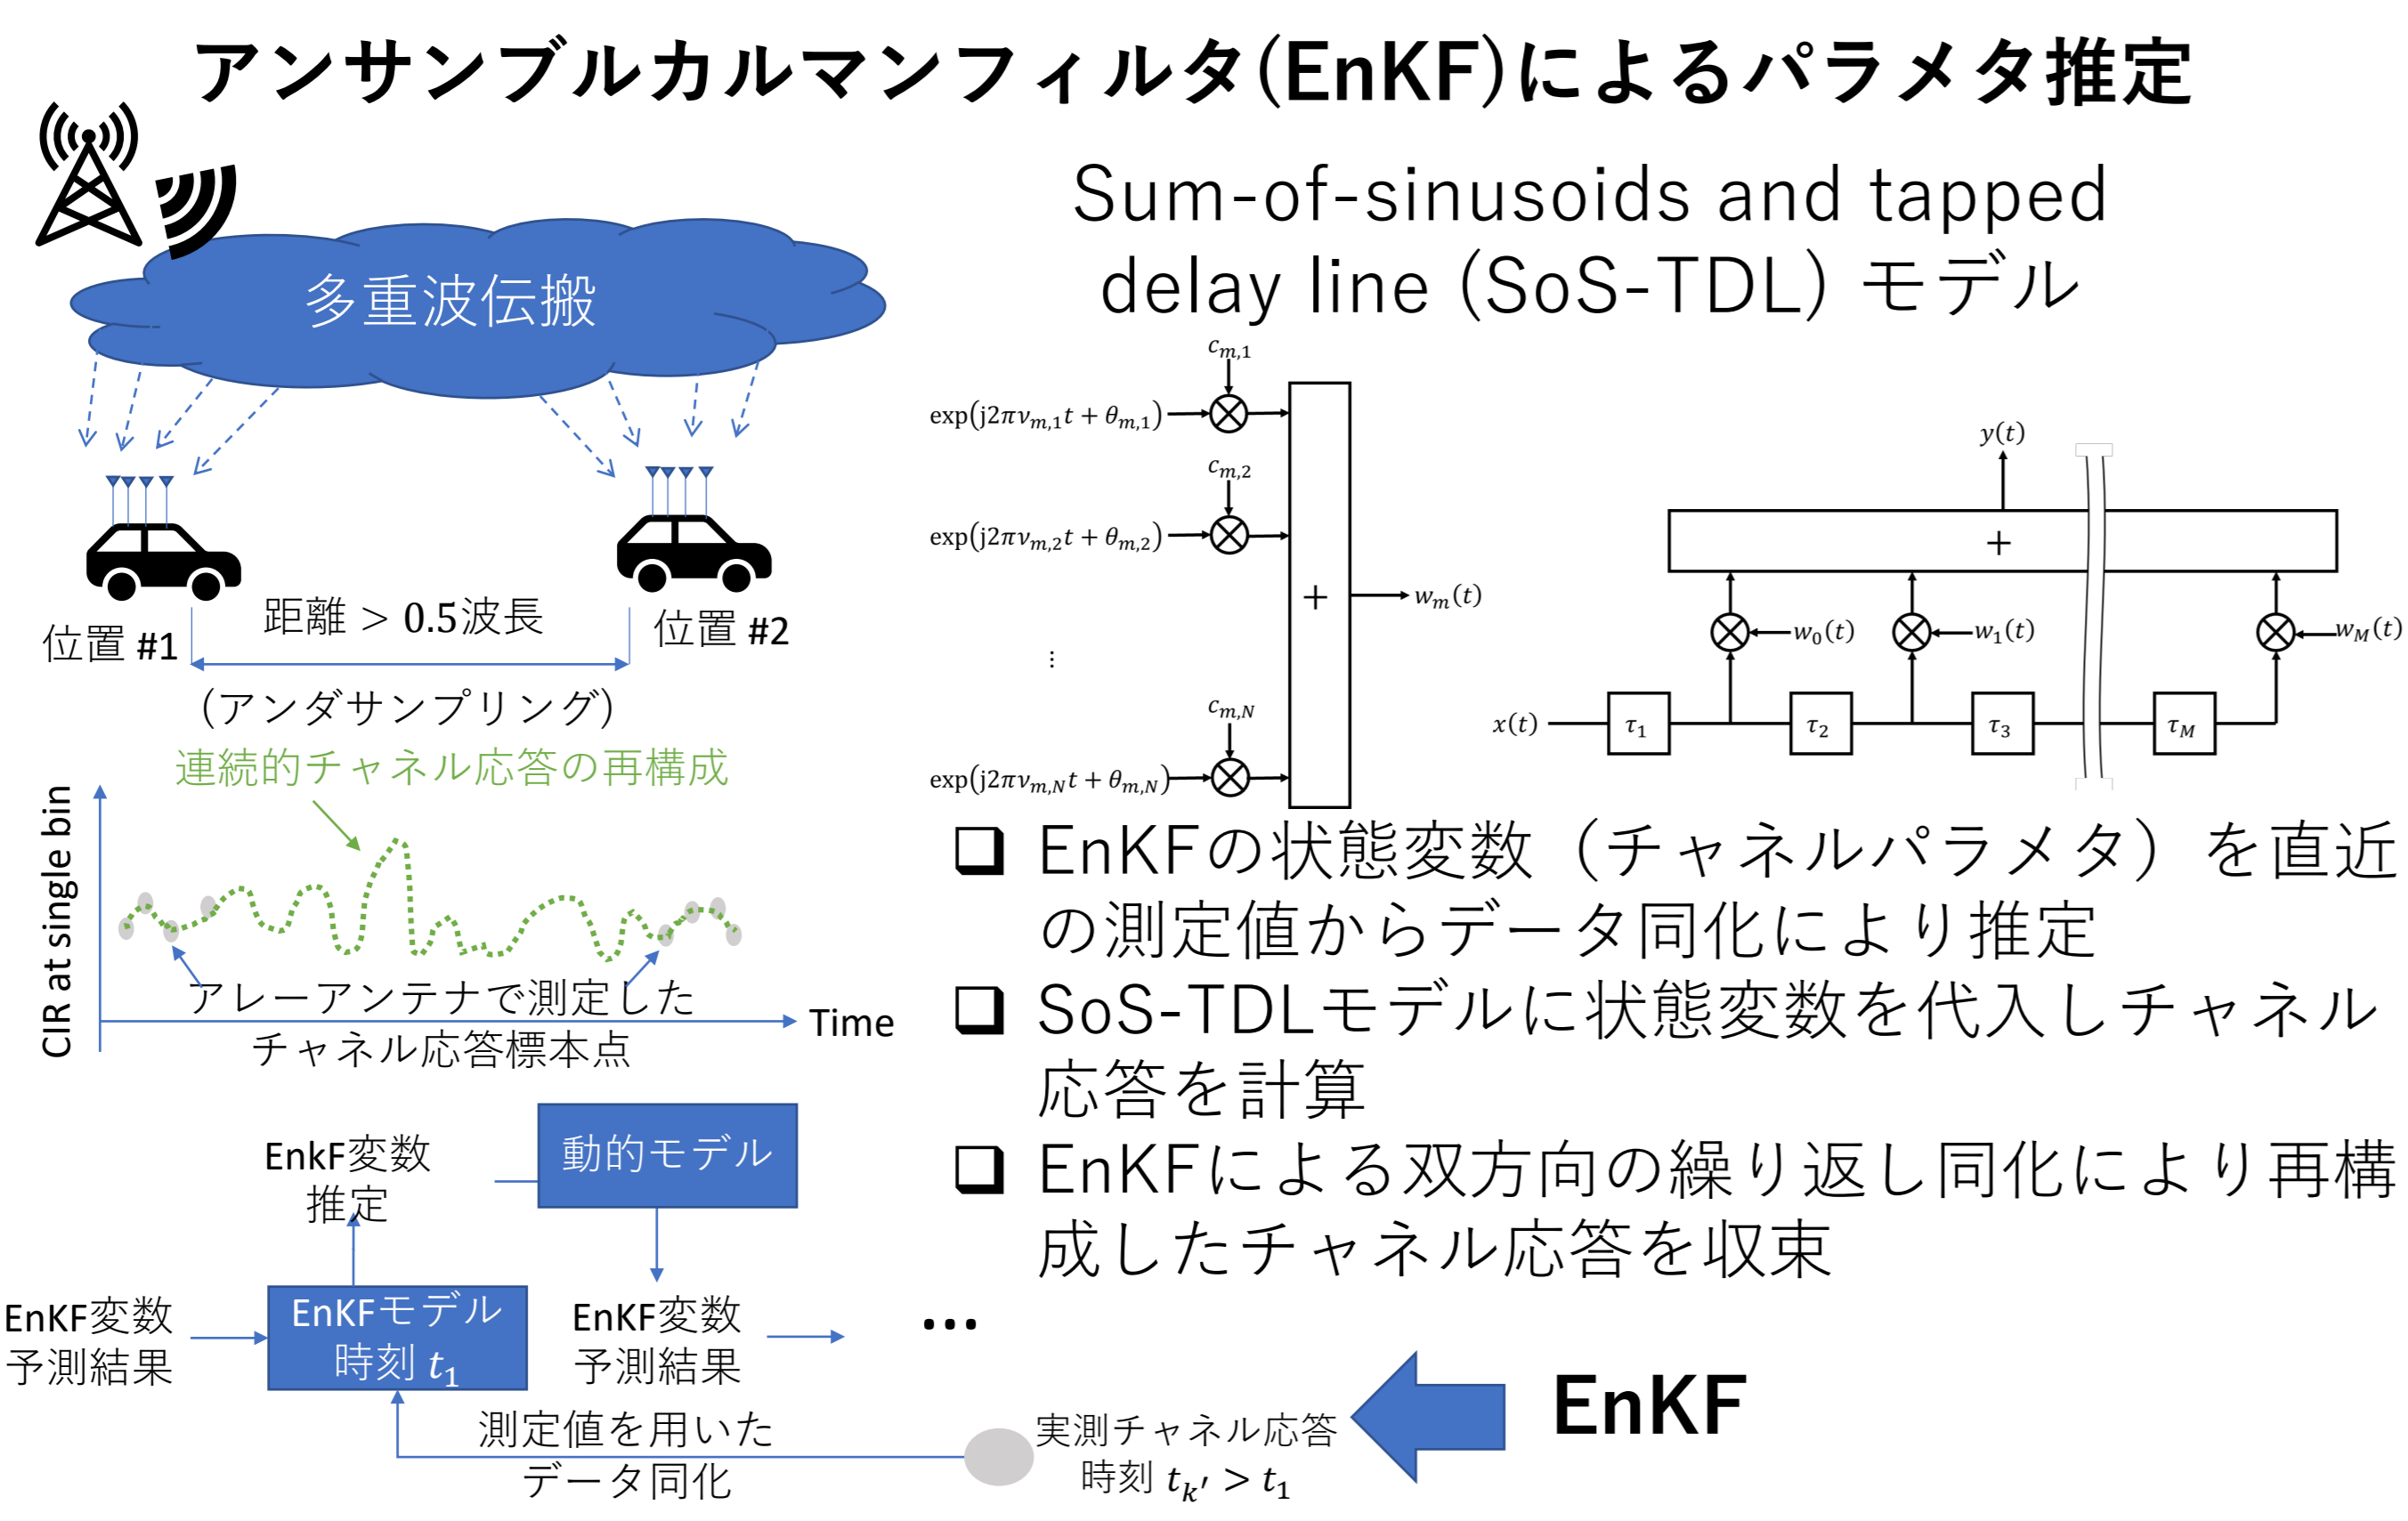 アンサンブルカルマンフィルタ(EnKF)によるパラメタ推定
多重波伝搬
位置 #1
距離 > 0.5波長
位置 #2
(アンダサンプリング)
連続的チャネル応答の再構成
CIR at single bin
アレーアンテナで測定した
チャネル応答標本点
Time
EnkF変数
推定
動的モデル
EnKF変数
予測結果
EnKFモデル
時刻 t₁
EnKF変数
予測結果
…
測定値を用いた
データ同化
実測チャネル応答
時刻 tₖ′ > t₁
EnKF
Sum-of-sinusoids and tapped
delay line (SoS-TDL) モデル
c_{m,1}
exp(j2πν_{m,1}t + θ_{m,1})
c_{m,2}
exp(j2πν_{m,2}t + θ_{m,2})
⋮
c_{m,N}
exp(j2πν_{m,N}t + θ_{m,N})
+
w_m(t)
y(t)
+
w₀(t)
w₁(t)
w_M(t)
x(t)
τ₁
τ₂
τ₃
τ_M
❑ EnKFの状態変数（チャネルパラメタ）を直近
の測定値からデータ同化により推定
❑ SoS-TDLモデルに状態変数を代入しチャネル
応答を計算
❑ EnKFによる双方向の繰り返し同化により再構
成したチャネル応答を収束